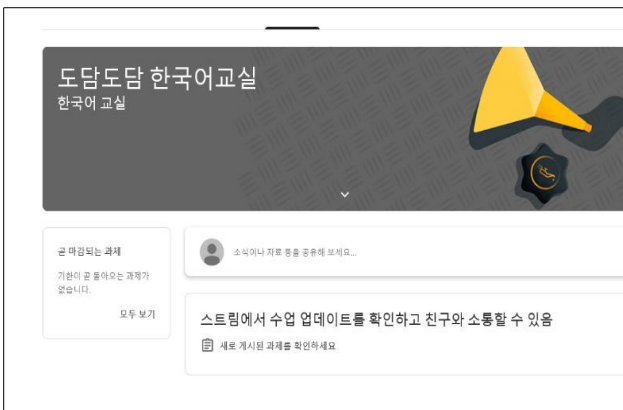 도담도담 한국어교실
한국어 교실
곧 마감되는 과제
기한이 곧 돌아오는 과제가
없습니다.
모두 보기
소식이나 자료 등을 공유해 보세요...
스트림에서 수업 업데이트를 확인하고 친구와 소통할 수 있음
새로 게시된 과제를 확인하세요